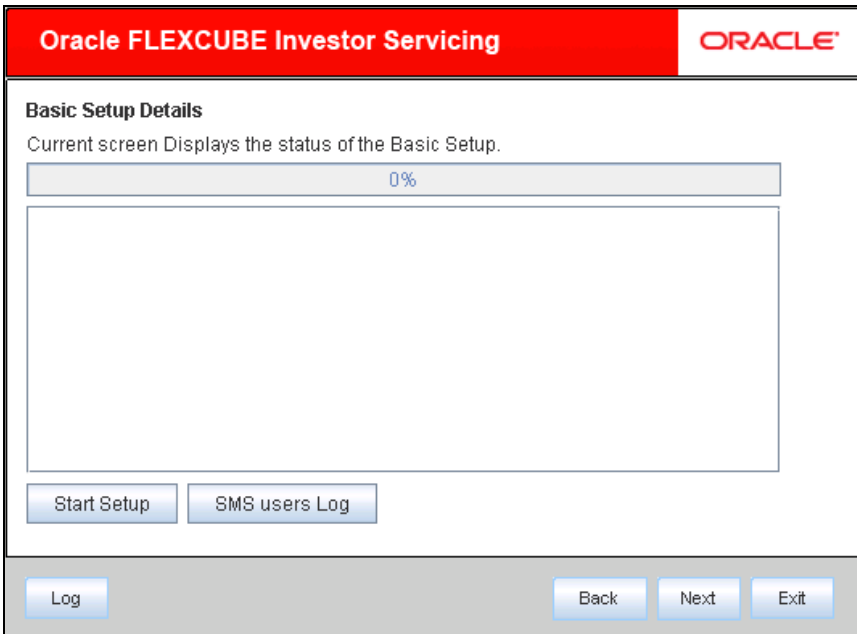 Oracle FLEXCUBE Investor Servicing
ORACLE
Basic Setup Details
Current screen Displays the status of the Basic Setup.
0%
Start Setup
SMS users Log
Log
Back
Next
Exit